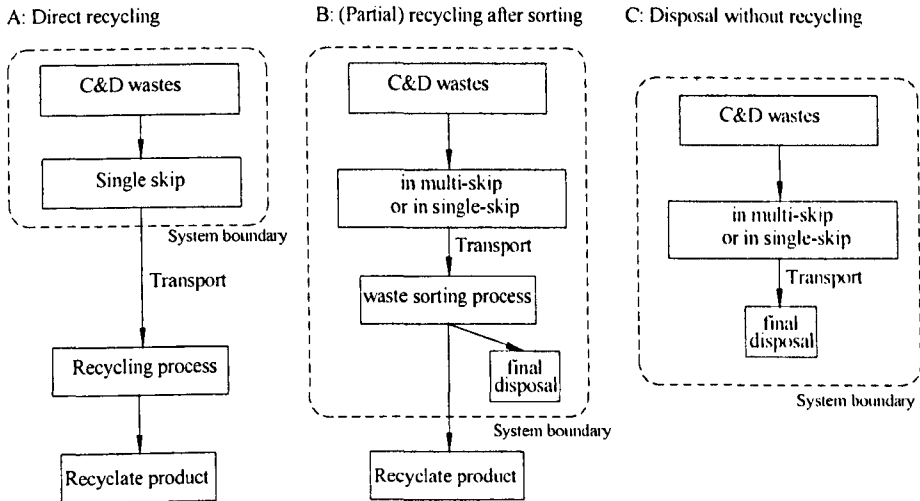 A: Direct recycling
C&D wastes
Single skip
System boundary
Transport
Recycling process
Recyclate product
B: (Partial) recycling after sorting
C&D wastes
in multi-skip
or in single-skip
Transport
waste sorting process
final
disposal
System boundary
Recyclate product
C: Disposal without recycling
C&D wastes
in multi-skip
or in single-skip
Transport
final
disposal
System boundary